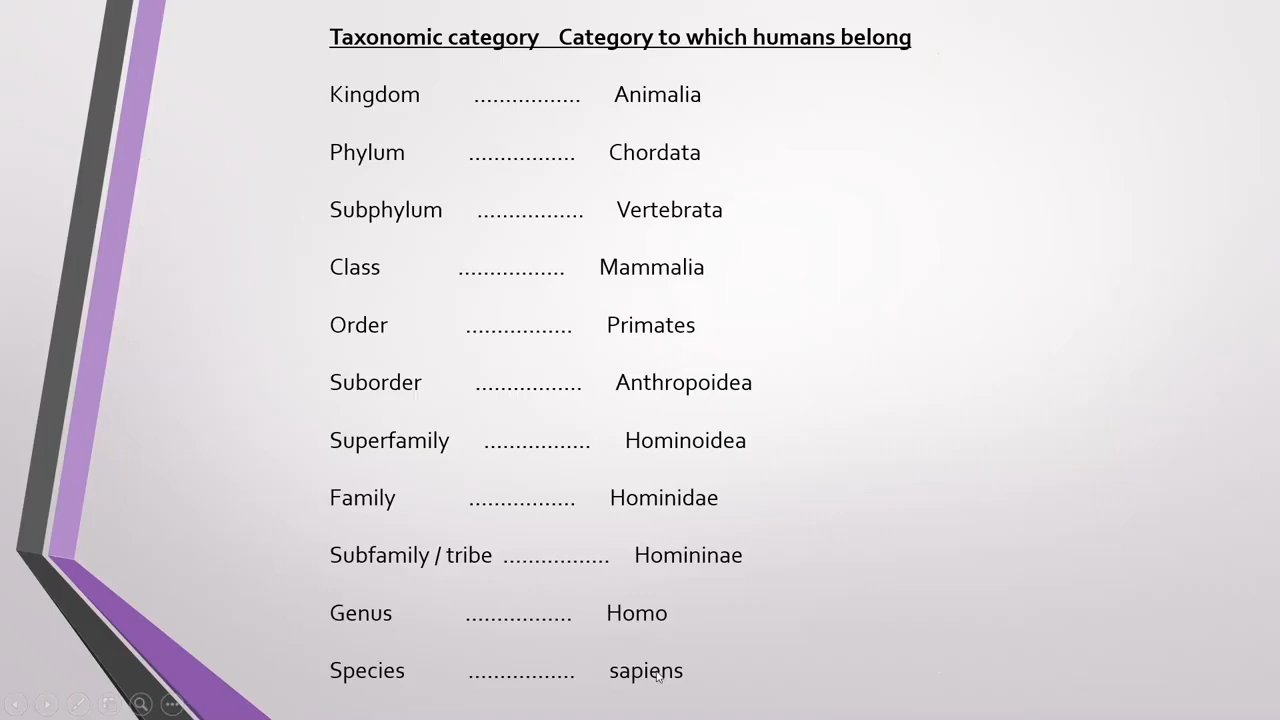 Taxonomic category Category to which humans belong
Kingdom ................. Animalia
Phylum ................. Chordata
Subphylum ................. Vertebrata
Class ................. Mammalia
Order ................. Primates
Suborder ................. Anthropoidea
Superfamily ................. Hominoidea
Family ................. Hominidae
Subfamily / tribe ................. Homininae
Genus ................. Homo
Species ................. sapiens